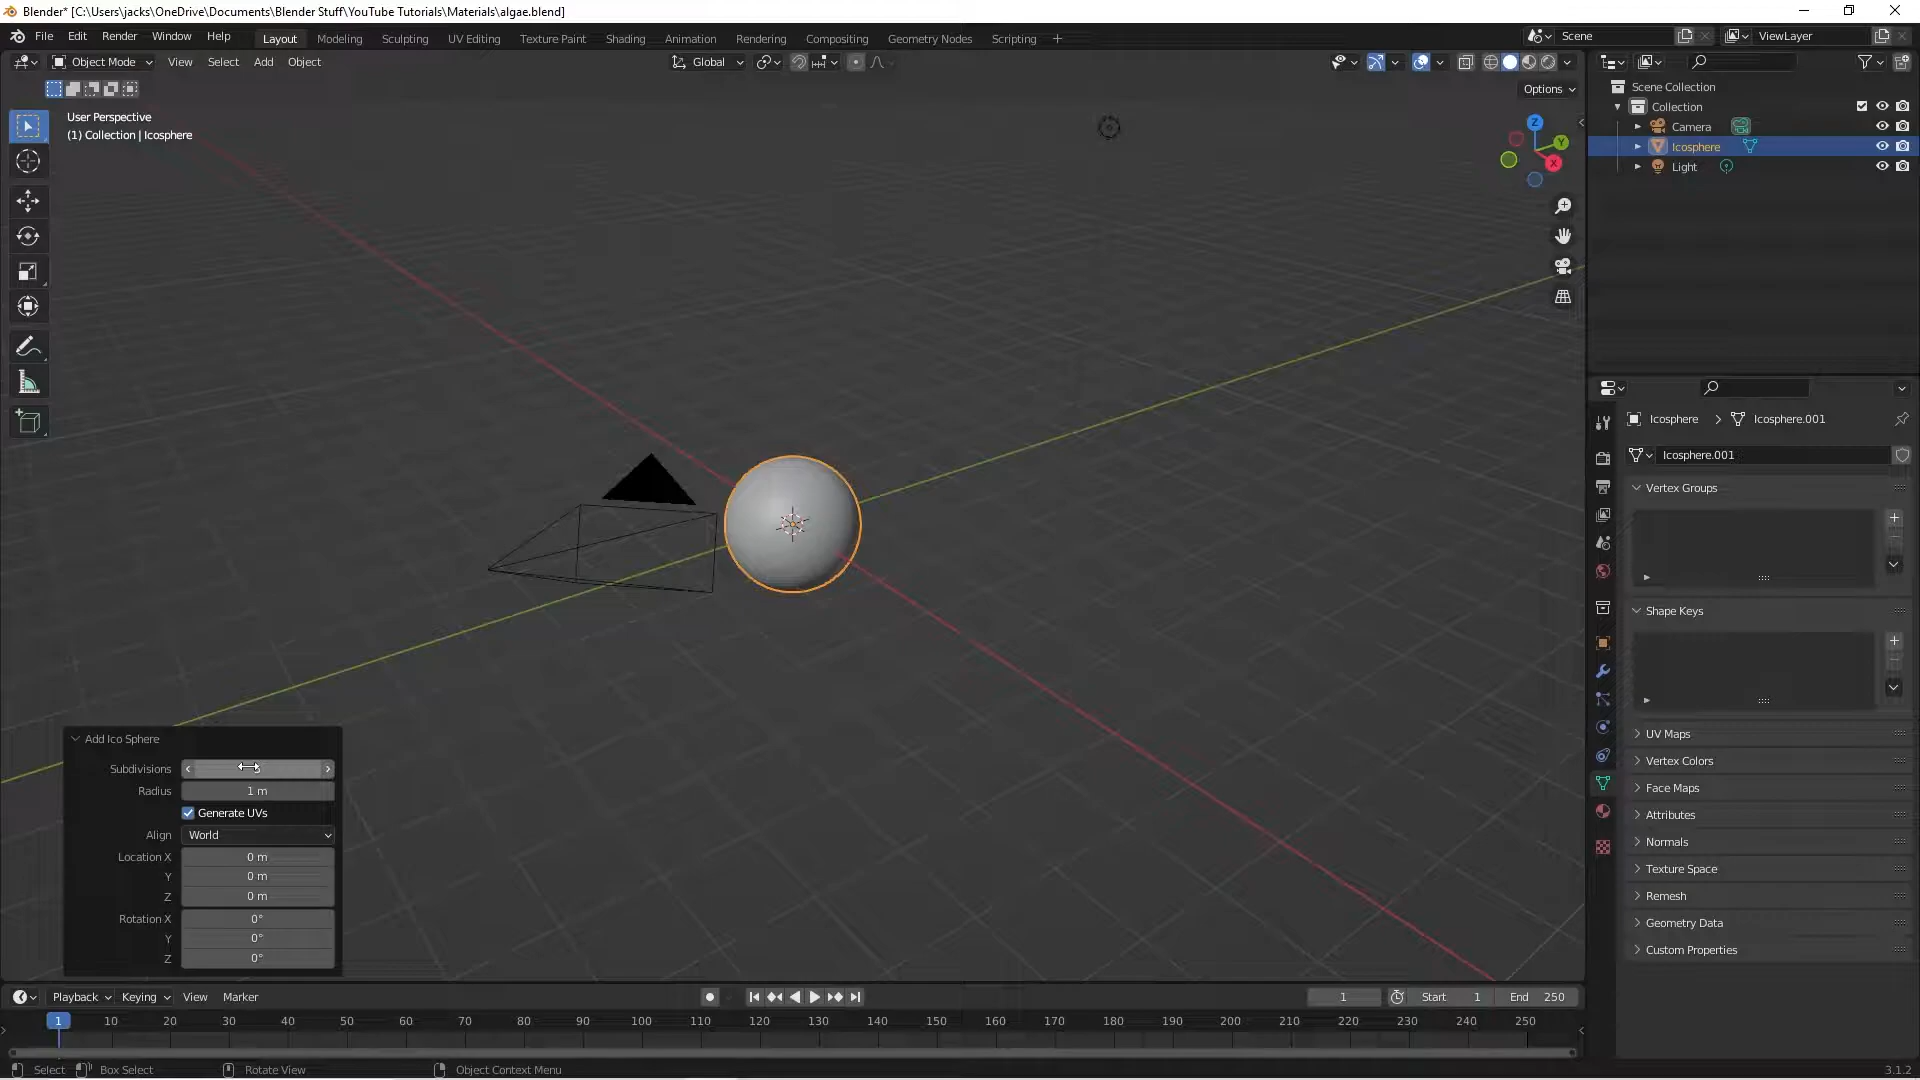 Blender* [C:\Users\jacks\OneDrive\Documents\Blender Stuff\YouTube Tutorials\Materials\algae.blend]
File Edit Render Window Help Layout Modeling Sculpting UV Editing Texture Paint Shading Animation Rendering Compositing Geometry Nodes Scripting + Scene ViewLayer
Object Mode View Select Add Object Global
Options
User Perspective
(1) Collection | Icosphere
Z
Y
X
Scene Collection
Collection
Camera
Icosphere
Light
Icosphere > Icosphere.001
Icosphere.001
Vertex Groups
Shape Keys
UV Maps
Vertex Colors
Face Maps
Attributes
Normals
Texture Space
Remesh
Geometry Data
Custom Properties
Add Ico Sphere
Subdivisions
Radius 1 m
Generate UVs
Align World
Location X 0 m
Y 0 m
Z 0 m
Rotation X 0°
Y 0°
Z 0°
Playback Keying View Marker 1 Start 1 End 250
1 10 20 30 40 50 60 70 80 90 100 110 120 130 140 150 160 170 180 190 200 210 220 230 240 250
Select Box Select Rotate View Object Context Menu 3.1.2